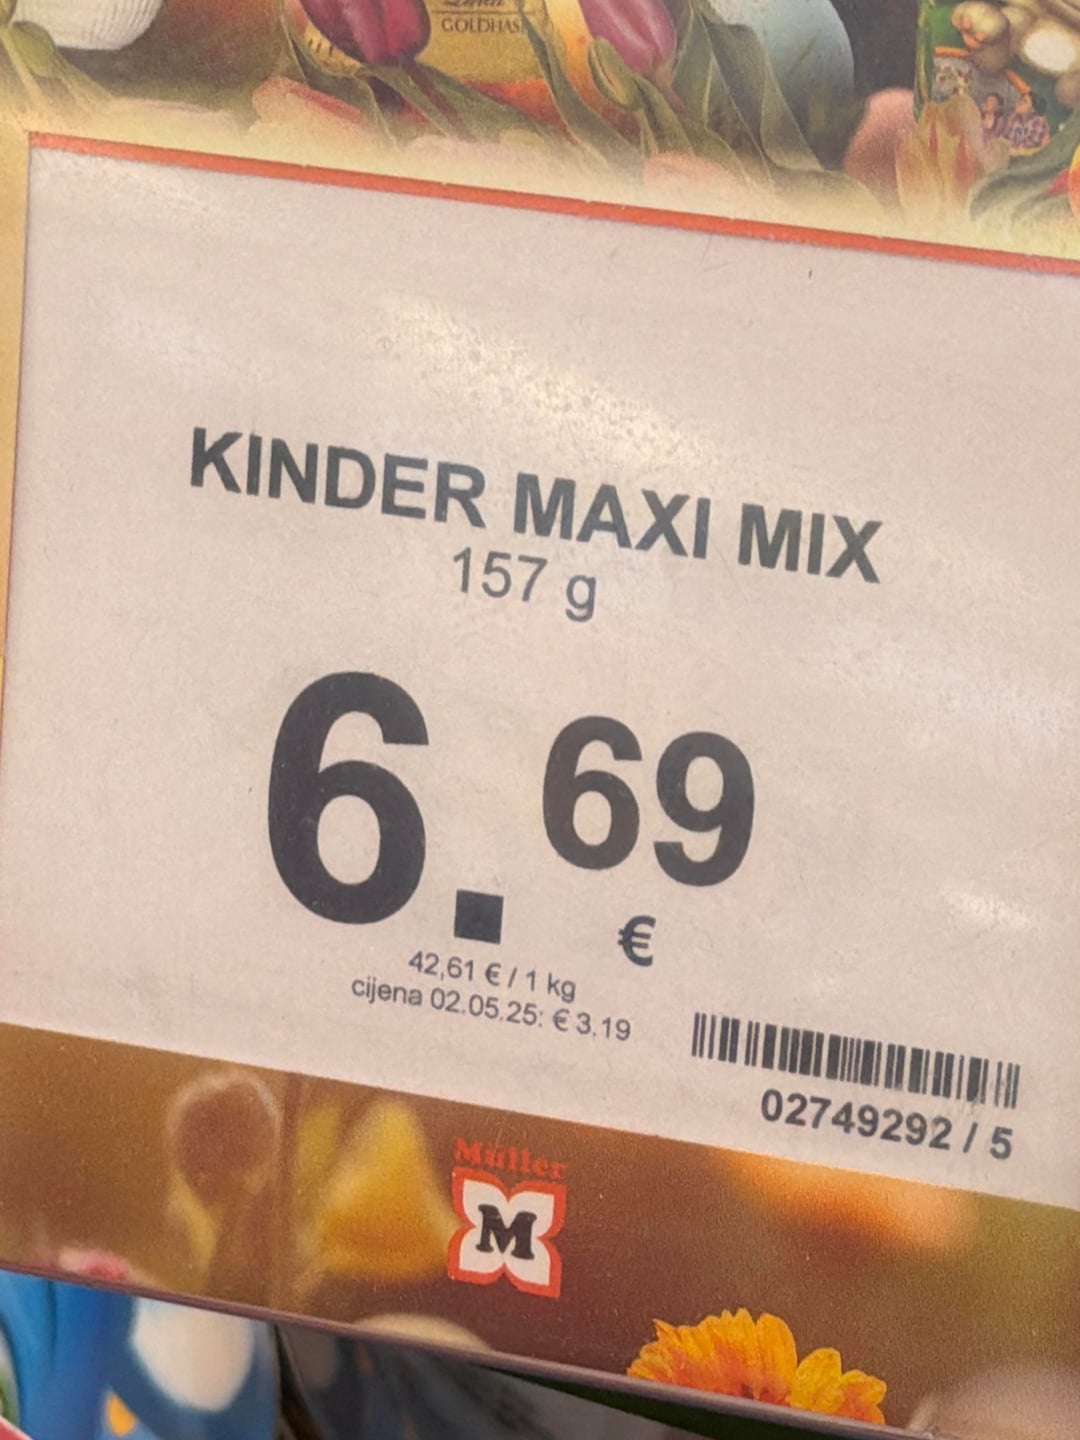 GOLDHASE
KINDER MAXI MIX
157 g
6.69
€
42,61 € / 1 kg
cijena 02.05.25: € 3.19
02749292 / 5
Müller
M